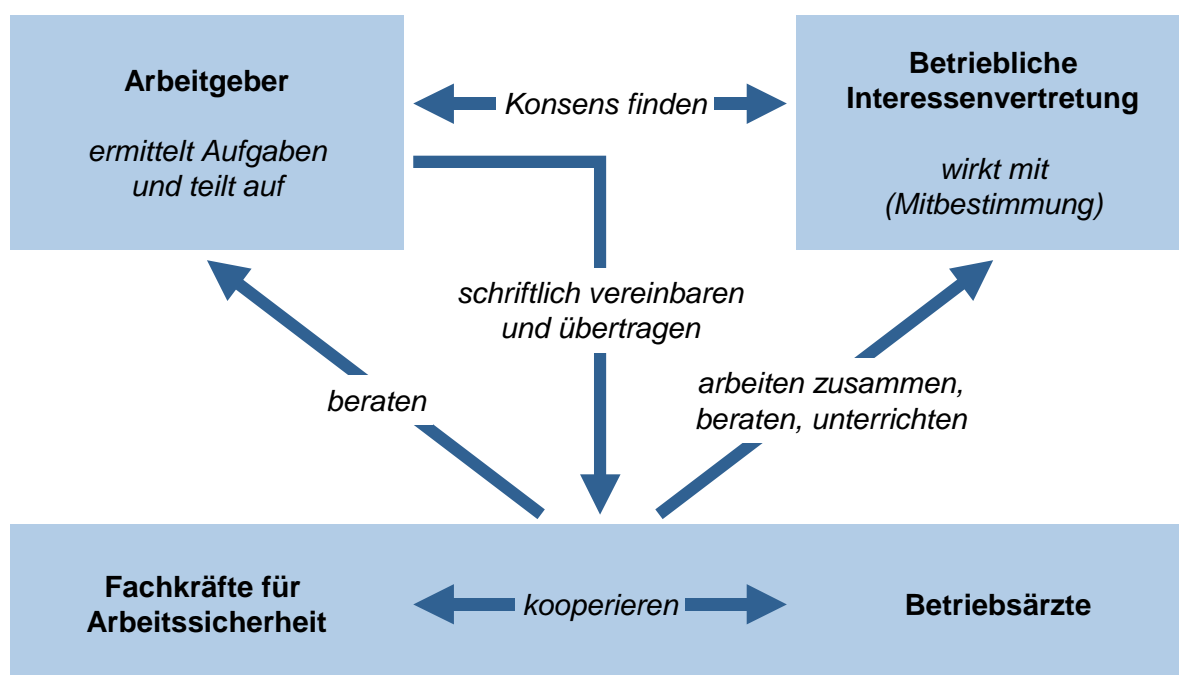 Arbeitgeber
ermittelt Aufgaben
und teilt auf
Konsens finden
Betriebliche
Interessenvertretung
wirkt mit
(Mitbestimmung)
schriftlich vereinbaren
und übertragen
beraten
arbeiten zusammen,
beraten, unterrichten
Fachkräfte für
Arbeitssicherheit
kooperieren
Betriebsärzte